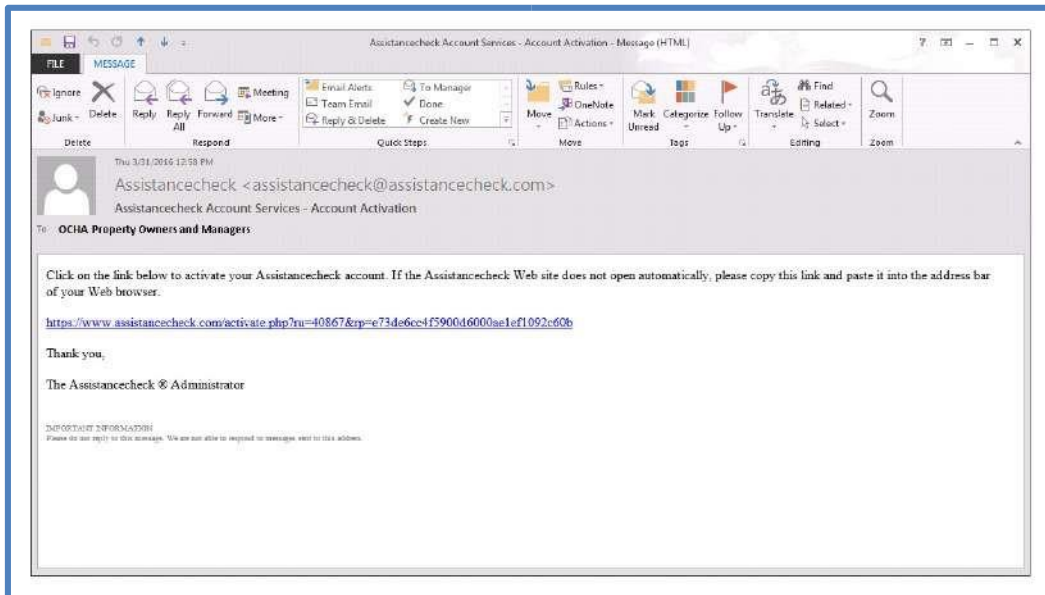 Assistancecheck Account Services - Account Activation - Message (HTML)
FILE MESSAGE
Ignore
Junk
Delete
Reply
Reply All
Forward
Meeting
More
Email Alerts
Team Email
Reply & Delete
To Manager
Done
Create New
Move
Rules
OneNote
Actions
Mark Unread
Categorize
Follow Up
Translate
Find
Related
Select
Zoom
Delete Respond Quick Steps Move Tags Editing Zoom
Thu 3/31/2016 12:58 PM
Assistancecheck <assistancecheck@assistancecheck.com>
Assistancecheck Account Services - Account Activation
To OCHA Property Owners and Managers
Click on the link below to activate your Assistancecheck account. If the Assistancecheck Web site does not open automatically, please copy this link and paste it into the address bar
of your Web browser.
https://www.assistancecheck.com/activate.php?ru=40867&rp=e73de6cc4f5900d6000ae1ef1092c60b
Thank you,
The Assistancecheck ® Administrator
IMPORTANT INFORMATION
Please do not reply to this message. We are not able to respond to messages sent to this address.